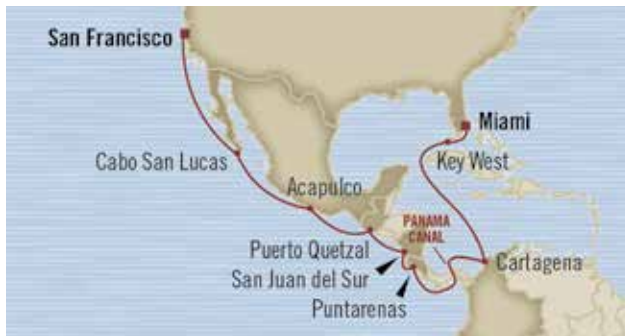 San Francisco
Miami
Key West
Cabo San Lucas
Acapulco
PANAMA
CANAL
Puerto Quetzal
San Juan del Sur
Cartagena
Puntarenas